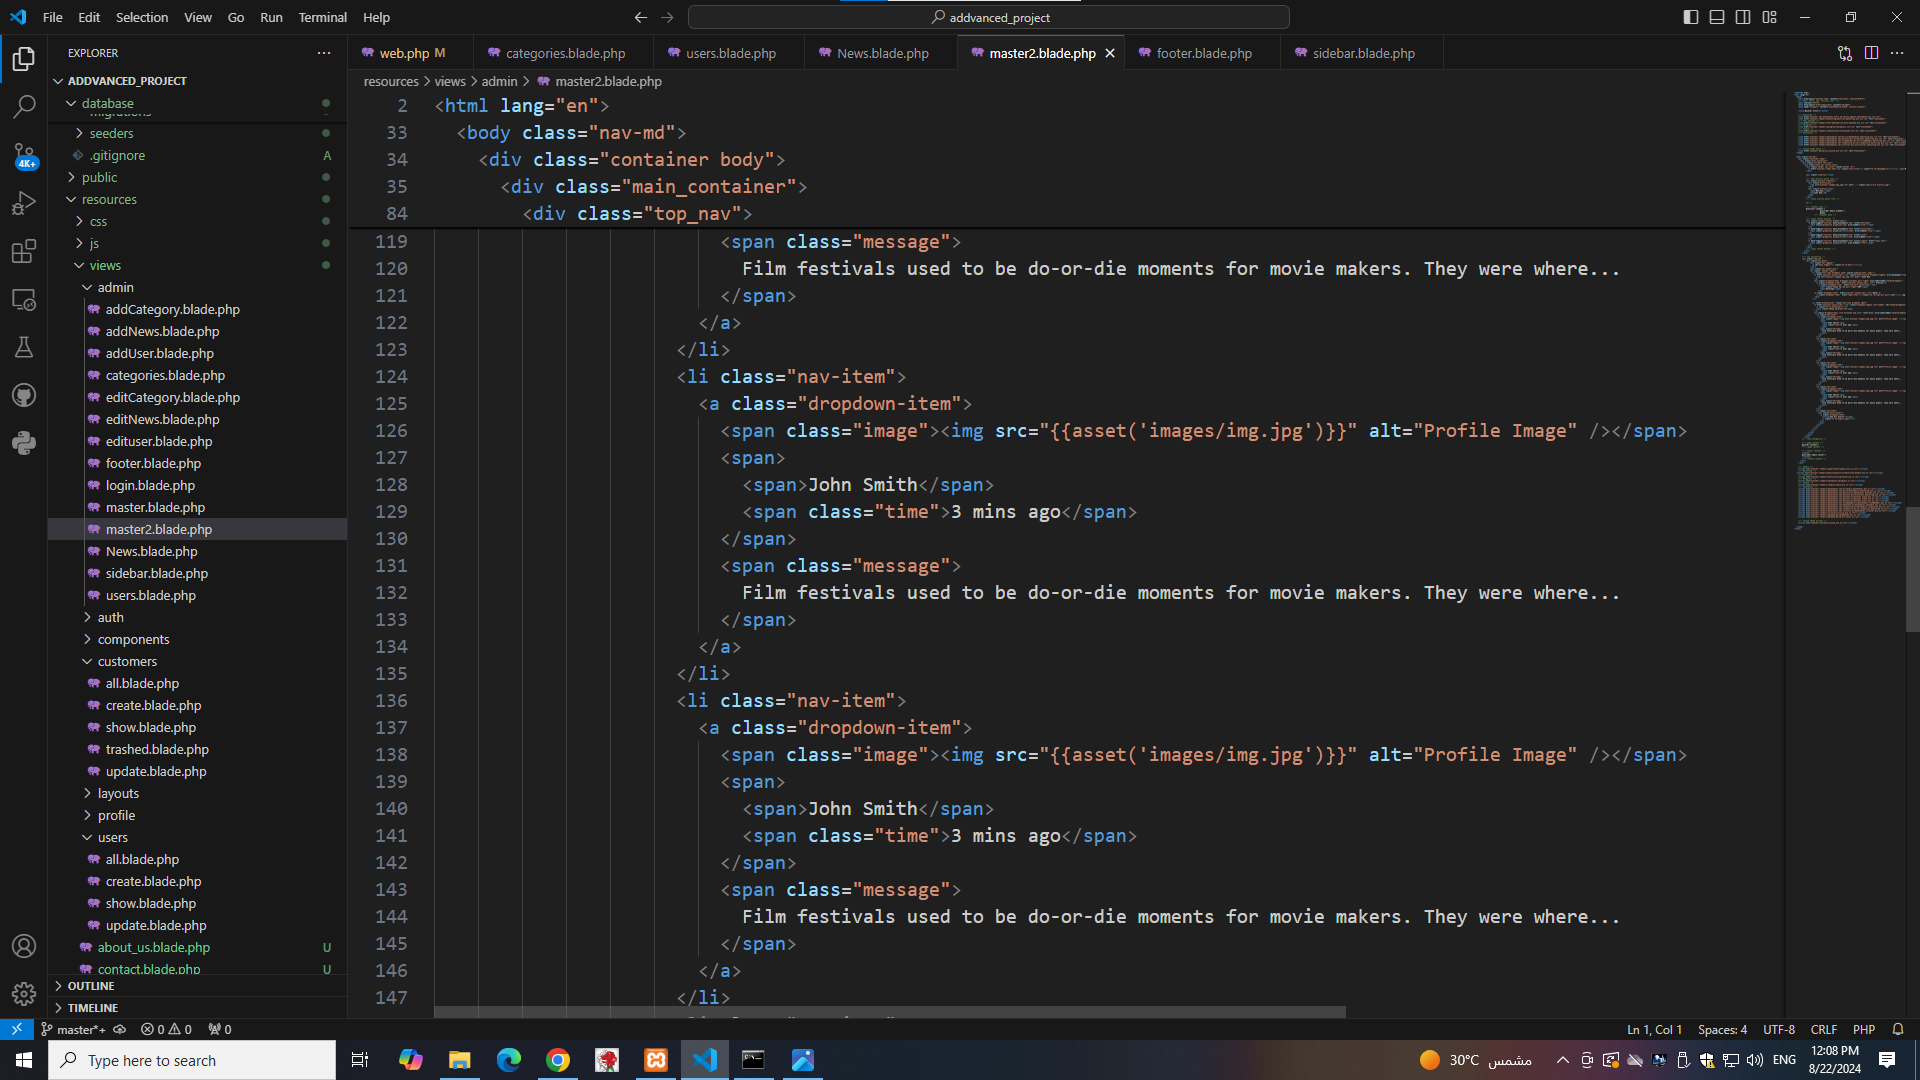 File Edit Selection View Go Run Terminal Help
addvanced_project
EXPLORER
ADDVANCED_PROJECT
database
migrations
seeders
.gitignore A
public
resources
css
js
views
admin
addCategory.blade.php
addNews.blade.php
addUser.blade.php
categories.blade.php
editCategory.blade.php
editNews.blade.php
edituser.blade.php
footer.blade.php
login.blade.php
master.blade.php
master2.blade.php
News.blade.php
sidebar.blade.php
users.blade.php
auth
components
customers
all.blade.php
create.blade.php
show.blade.php
trashed.blade.php
update.blade.php
layouts
profile
users
all.blade.php
create.blade.php
show.blade.php
update.blade.php
about_us.blade.php U
contact.blade.php U
OUTLINE
TIMELINE
4K+
web.php M categories.blade.php users.blade.php News.blade.php master2.blade.php footer.blade.php sidebar.blade.php
resources > views > admin > master2.blade.php
2 <html lang="en">
33 <body class="nav-md">
34 <div class="container body">
35 <div class="main_container">
84 <div class="top_nav">
119 <span class="message">
120 Film festivals used to be do-or-die moments for movie makers. They were where...
121 </span>
122 </a>
123 </li>
124 <li class="nav-item">
125 <a class="dropdown-item">
126 <span class="image"><img src="{{asset('images/img.jpg')}}" alt="Profile Image" /></span>
127 <span>
128 <span>John Smith</span>
129 <span class="time">3 mins ago</span>
130 </span>
131 <span class="message">
132 Film festivals used to be do-or-die moments for movie makers. They were where...
133 </span>
134 </a>
135 </li>
136 <li class="nav-item">
137 <a class="dropdown-item">
138 <span class="image"><img src="{{asset('images/img.jpg')}}" alt="Profile Image" /></span>
139 <span>
140 <span>John Smith</span>
141 <span class="time">3 mins ago</span>
142 </span>
143 <span class="message">
144 Film festivals used to be do-or-die moments for movie makers. They were where...
145 </span>
146 </a>
147 </li>
master*+ 0 0 0
Ln 1, Col 1 Spaces: 4 UTF-8 CRLF PHP
Type here to search
30°C مشمس
ENG
12:08 PM
8/22/2024